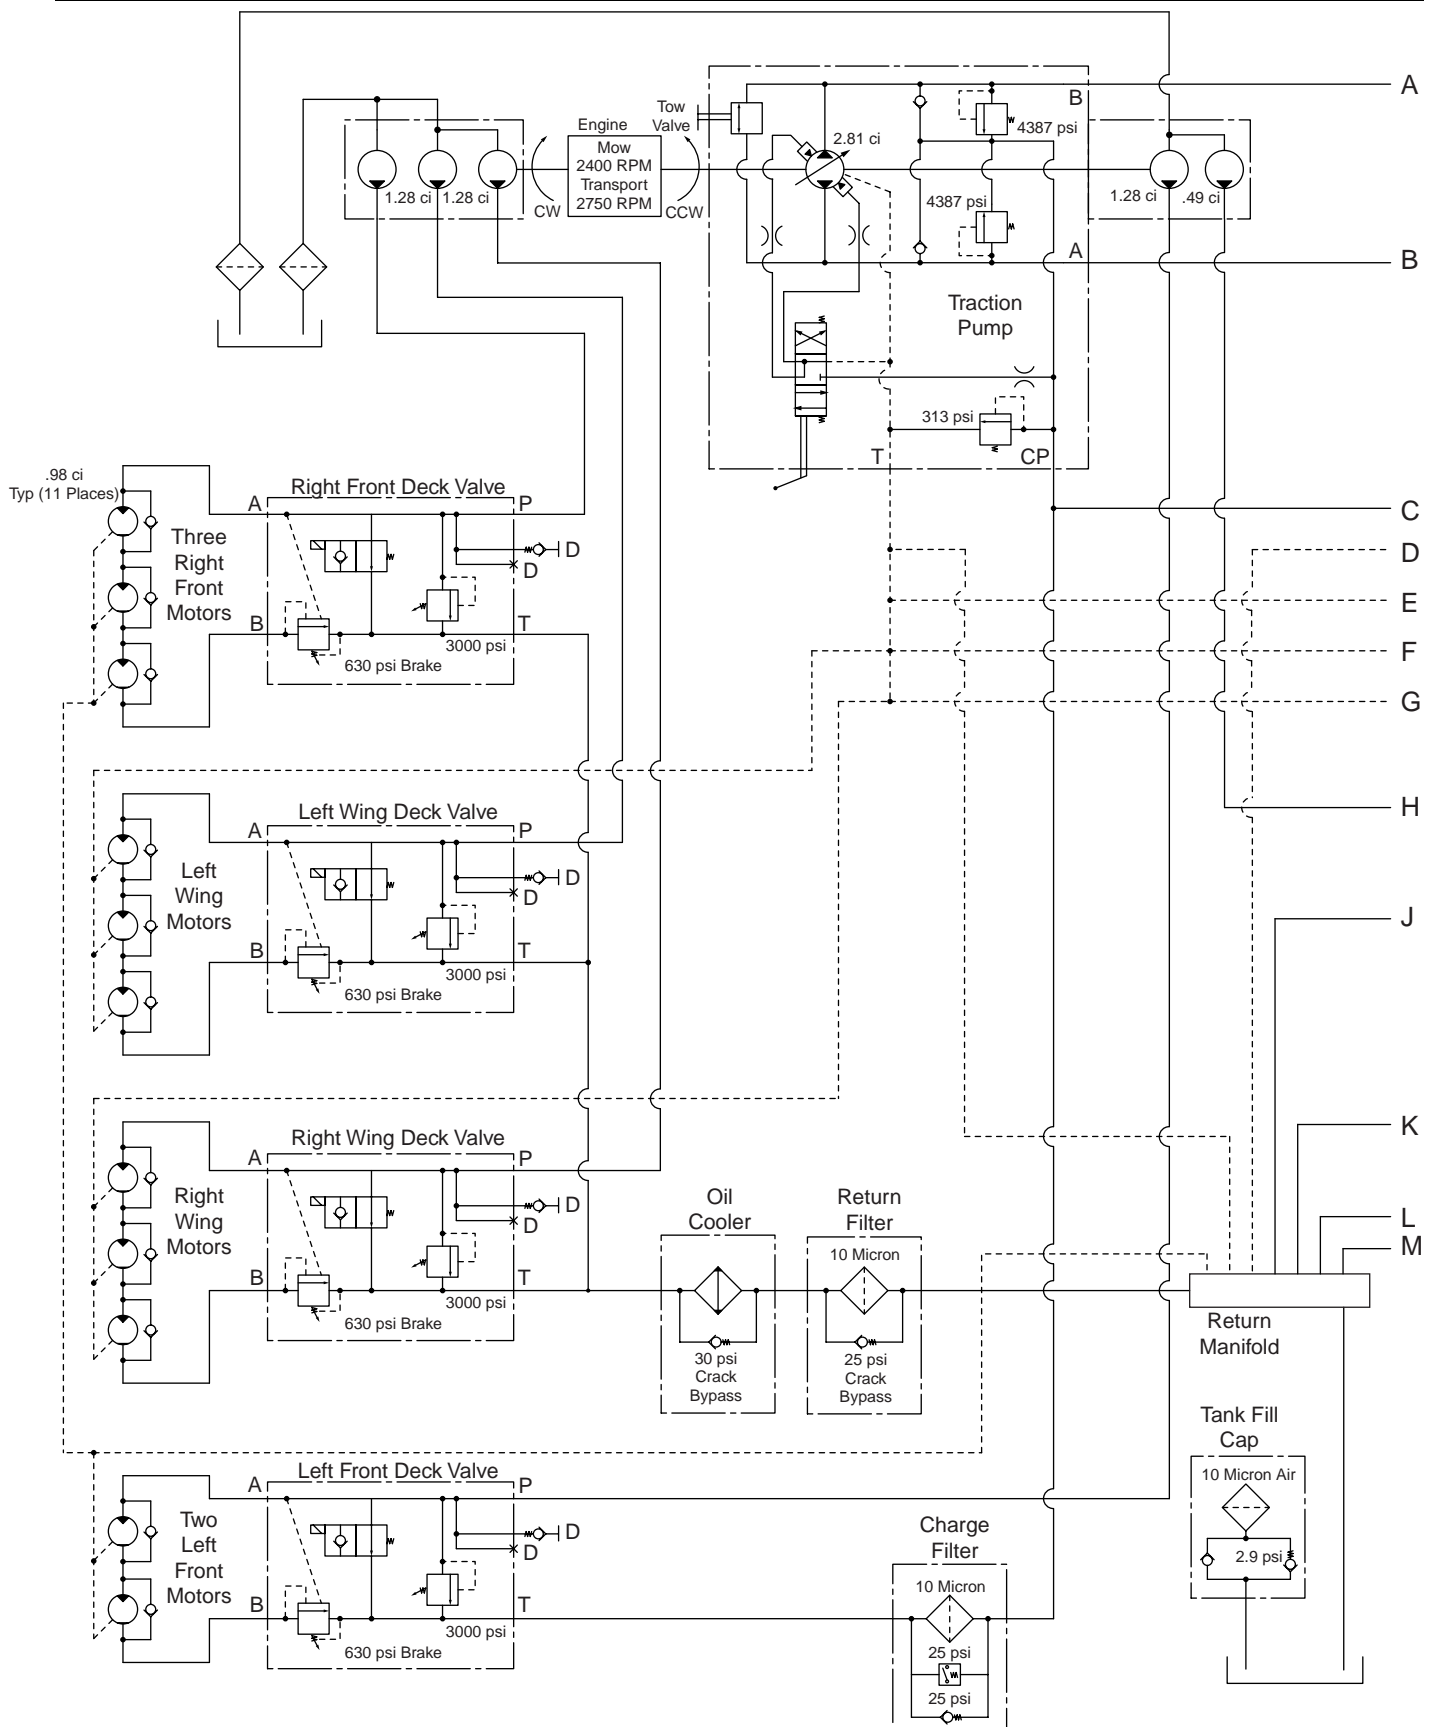 A
Tow
Valve
Engine
B
4387 psi
Mow
2400 RPM
Transport
2750 RPM
2.81 ci
1.28 ci
1.28 ci
CW
CCW
4387 psi
1.28 ci
.49 ci
A
B
Traction
Pump
313 psi
T
CP
.98 ci
Typ (11 Places)
Three
Right
Front
Motors
Right Front Deck Valve
A
P
D
D
B
T
3000 psi
630 psi Brake
C
D
E
F
G
H
Left
Wing
Motors
Left Wing Deck Valve
A
P
D
D
B
T
3000 psi
630 psi Brake
J
K
L
M
Right
Wing
Motors
Right Wing Deck Valve
A
P
D
D
B
T
3000 psi
630 psi Brake
Oil
Cooler
30 psi
Crack
Bypass
Return
Filter
10 Micron
25 psi
Crack
Bypass
Return
Manifold
Tank Fill
Cap
10 Micron Air
2.9 psi
Two
Left
Front
Motors
Left Front Deck Valve
A
P
D
D
B
T
3000 psi
630 psi Brake
Charge
Filter
10 Micron
25 psi
25 psi